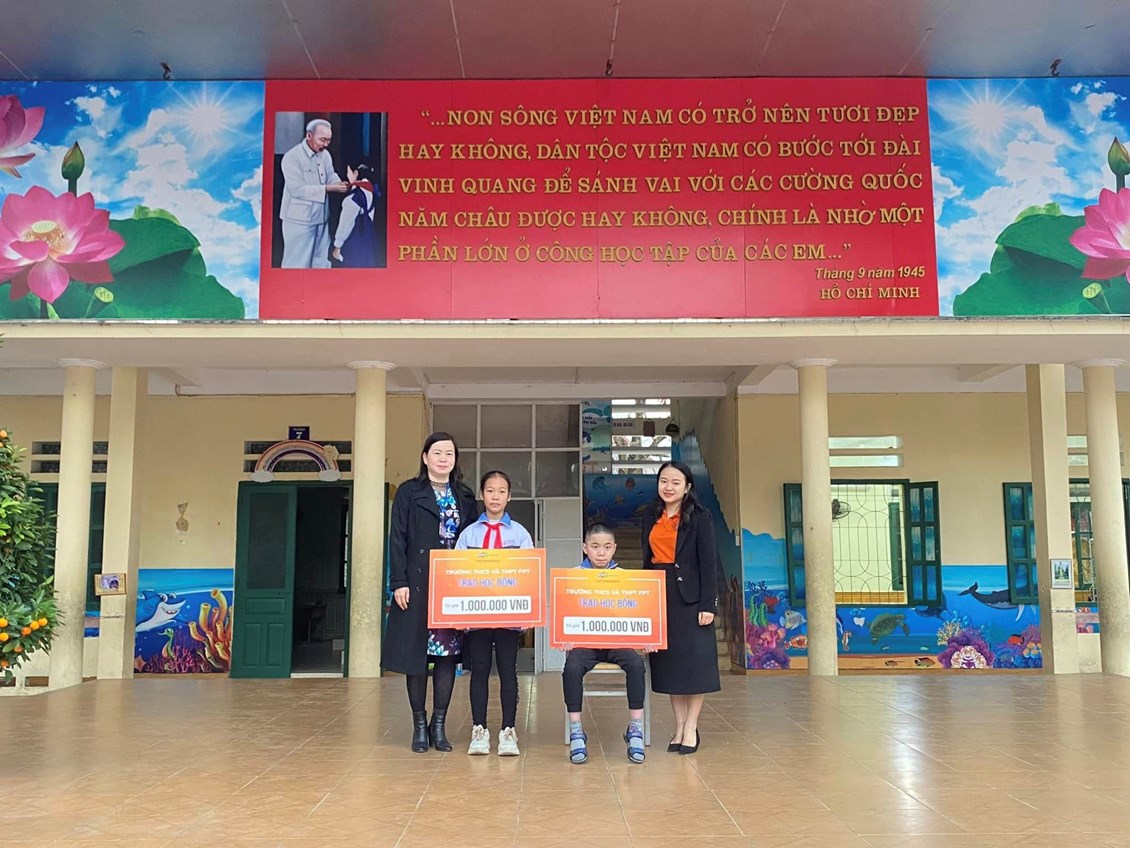 “...NON SÔNG VIỆT NAM CÓ TRỞ NÊN TƯƠI ĐẸP
HAY KHÔNG, DÂN TỘC VIỆT NAM CÓ BƯỚC TỚI ĐÀI
VINH QUANG ĐỂ SÁNH VAI VỚI CÁC CƯỜNG QUỐC
NĂM CHÂU ĐƯỢC HAY KHÔNG, CHÍNH LÀ NHỜ MỘT
PHẦN LỚN Ở CÔNG HỌC TẬP CỦA CÁC EM...”
Tháng 9 năm 1945
HỒ CHÍ MINH
7
TRƯỜNG THCS VÀ THPT FPT
TRAO HỌC BỔNG
Trị giá 1.000.000 VNĐ
TRƯỜNG THCS VÀ THPT FPT
TRAO HỌC BỔNG
Trị giá 1.000.000 VNĐ